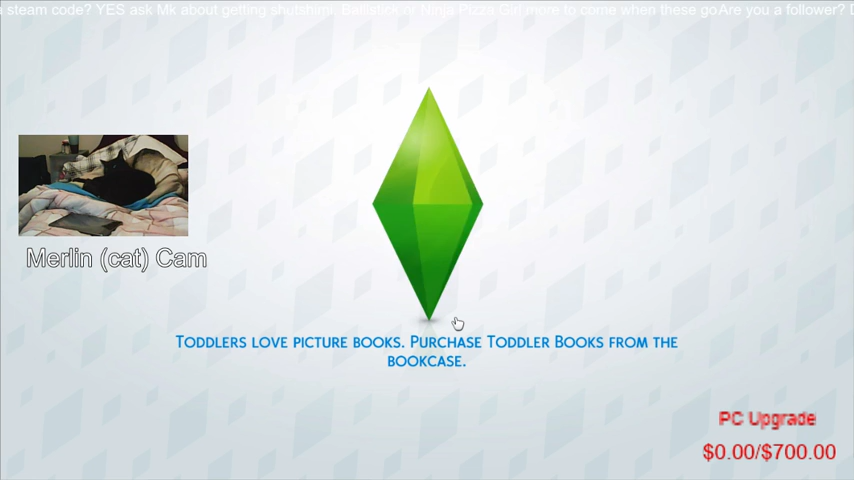 a steam code? YES ask Mk about getting shutshimi, Ballistick or Ninja Pizza Girl more to come when these go Are you a follower? D
Merlin (cat) Cam
Toddlers love picture books. Purchase Toddler Books from the
bookcase.
PC Upgrade
$0.00/$700.00